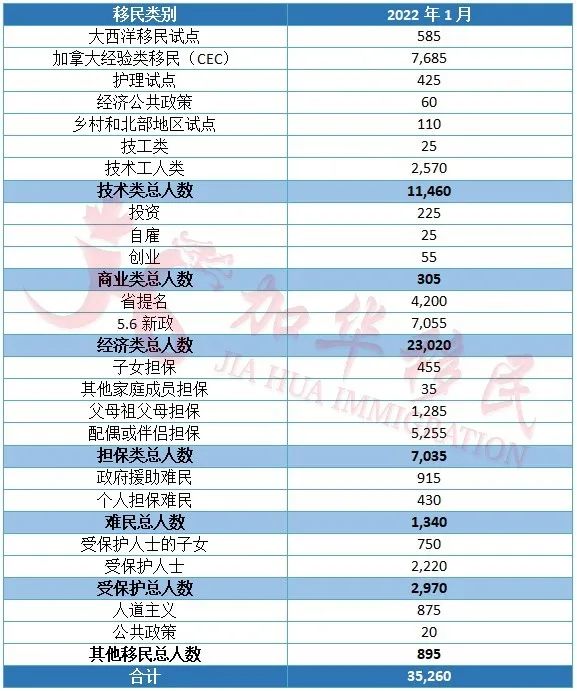 移民类别 2022 年 1 月
大西洋移民试点 585
加拿大经验类移民（CEC） 7,685
护理试点 425
经济公共政策 60
乡村和北部地区试点 110
技工类 25
技术工人类 2,570
技术类总人数 11,460
投资 225
自雇 25
创业 55
商业类总人数 305
省提名 4,200
5.6 新政 7,055
经济类总人数 23,020
子女担保 455
其他家庭成员担保 35
父母祖父母担保 1,285
配偶或伴侣担保 5,255
担保类总人数 7,035
政府援助难民 915
个人担保难民 430
难民总人数 1,340
受保护人士的子女 750
受保护人士 2,220
受保护总人数 2,970
人道主义 875
公共政策 20
其他移民总人数 895
合计 35,260
加华移民
JIA HUA IMMIGRATION